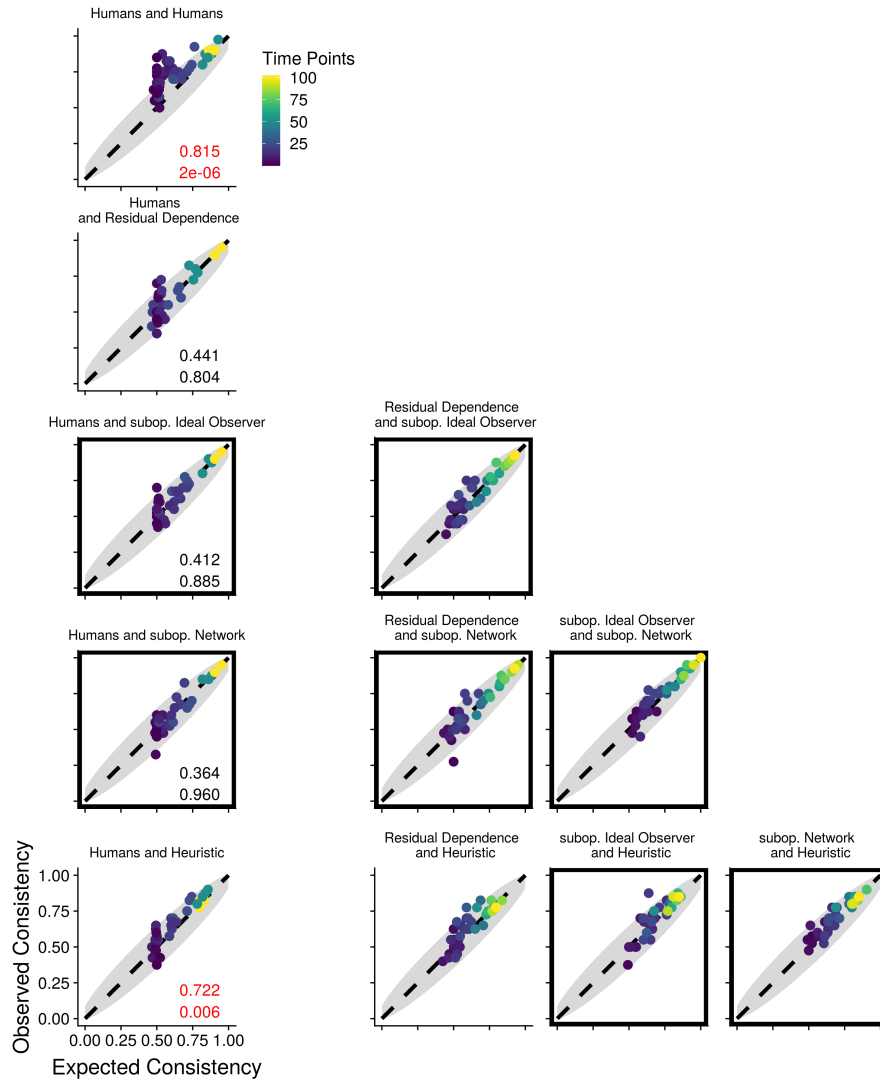 Humans and Humans
Time Points
100
75
50
25
0.815
2e-06
Humans
and Residual Dependence
0.441
0.804
Humans and subop. Ideal Observer
Residual Dependence
and subop. Ideal Observer
0.412
0.885
Humans and subop. Network
Residual Dependence
and subop. Network
subop. Ideal Observer
and subop. Network
0.364
0.960
Humans and Heuristic
Residual Dependence
and Heuristic
subop. Ideal Observer
and Heuristic
subop. Network
and Heuristic
Observed Consistency
1.00
0.75
0.50
0.25
0.00
0.722
0.006
0.00 0.25 0.50 0.75 1.00
Expected Consistency